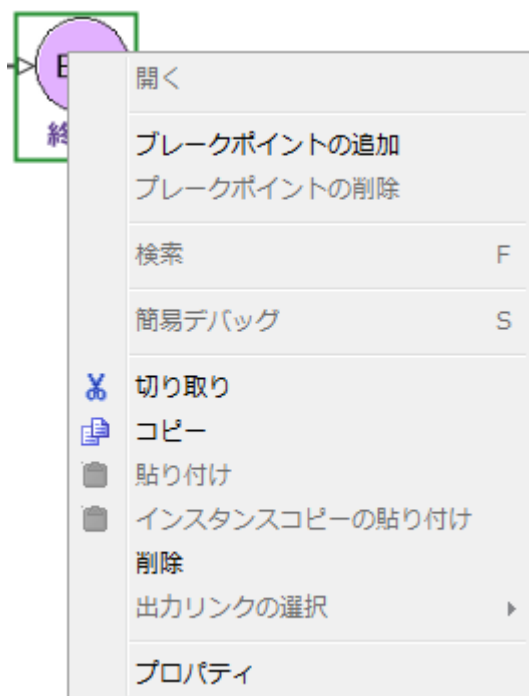 E
終
開く
ブレークポイントの追加
ブレークポイントの削除
検索 F
簡易デバッグ S
切り取り
コピー
貼り付け
インスタンスコピーの貼り付け
削除
出力リンクの選択
プロパティ